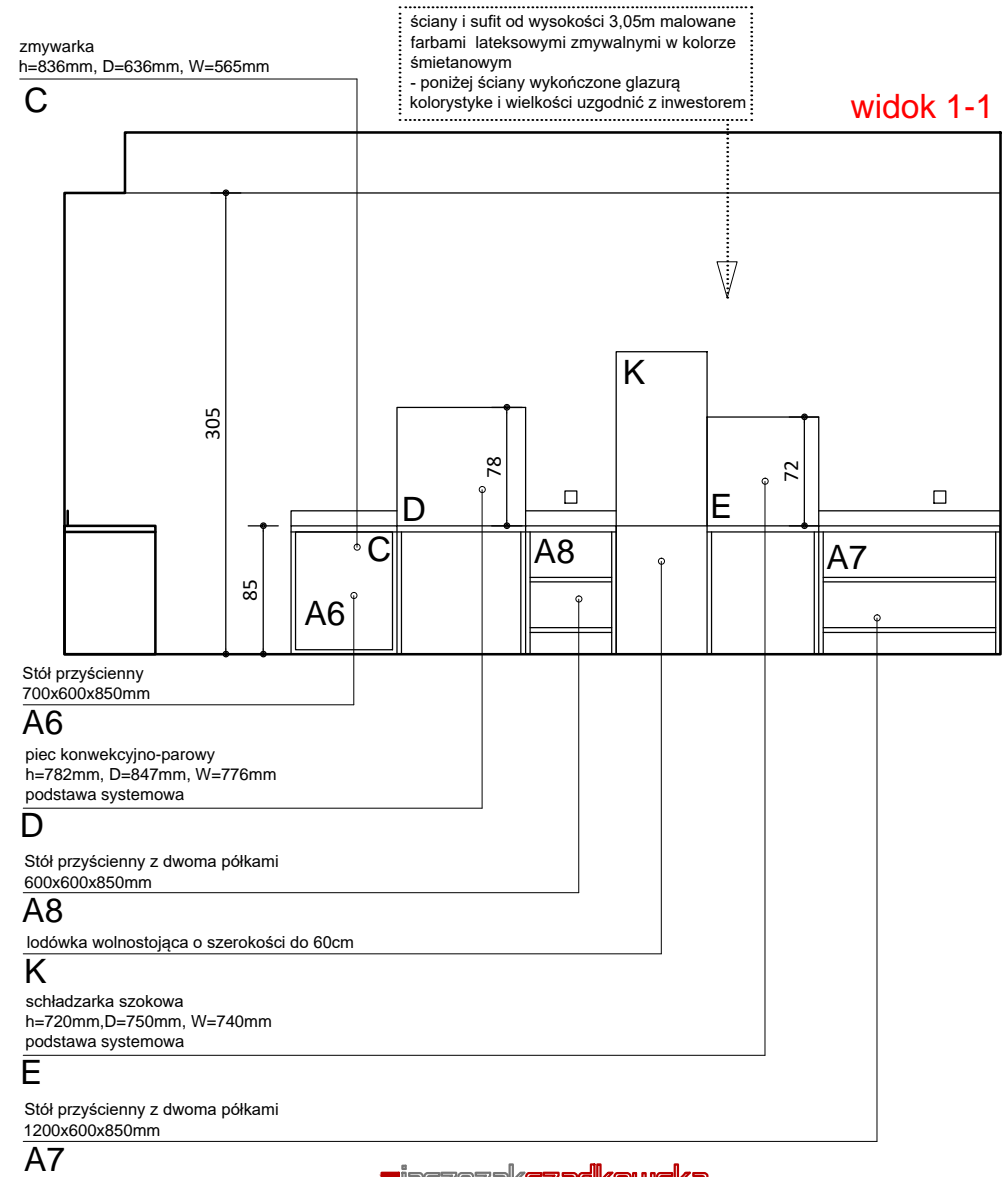 ściany i sufit od wysokości 3,05m malowane
farbami lateksowymi zmywalnymi w kolorze
śmietanowym
- poniżej ściany wykończone glazurą
kolorystyke i wielkości uzgodnić z inwestorem
zmywarka
h=836mm, D=636mm, W=565mm
C
widok 1-1
305
K
78
72
D
E
C
A8
A7
85
A6
Stół przyścienny
700x600x850mm
A6
piec konwekcyjno-parowy
h=782mm, D=847mm, W=776mm
podstawa systemowa
D
Stół przyścienny z dwoma półkami
600x600x850mm
A8
lodówka wolnostojąca o szerokości do 60cm
K
schładzarka szokowa
h=720mm,D=750mm, W=740mm
podstawa systemowa
E
Stół przyścienny z dwoma półkami
1200x600x850mm
A7